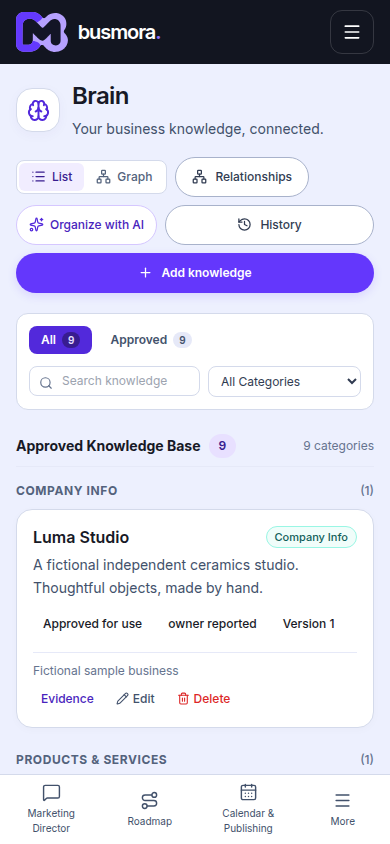 busmora.
Brain
Your business knowledge, connected.
List
Graph
Relationships
Organize with AI
History
Add knowledge
All 9
Approved 9
Search knowledge
All Categories
Approved Knowledge Base 9
9 categories
COMPANY INFO
(1)
Luma Studio
Company Info
A fictional independent ceramics studio.
Thoughtful objects, made by hand.
Approved for use
owner reported
Version 1
Fictional sample business
Evidence
Edit
Delete
PRODUCTS & SERVICES
(1)
Marketing
Director
Roadmap
Calendar &
Publishing
More